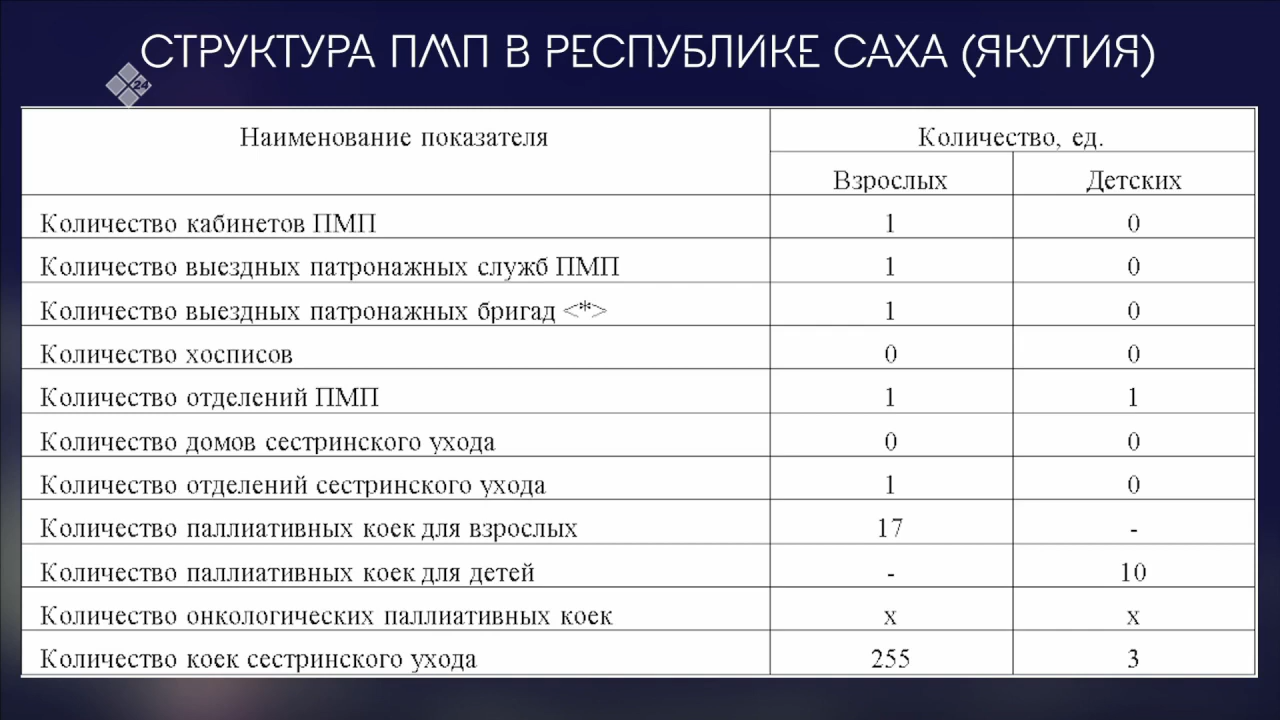 СТРУКТУРА ПМП В РЕСПУБЛИКЕ САХА (ЯКУТИЯ)
x24
Наименование показателя Количество, ед.
Взрослых Детских
Количество кабинетов ПМП 1 0
Количество выездных патронажных служб ПМП 1 0
Количество выездных патронажных бригад <*> 1 0
Количество хосписов 0 0
Количество отделений ПМП 1 1
Количество домов сестринского ухода 0 0
Количество отделений сестринского ухода 1 0
Количество паллиативных коек для взрослых 17 -
Количество паллиативных коек для детей - 10
Количество онкологических паллиативных коек х х
Количество коек сестринского ухода 255 3